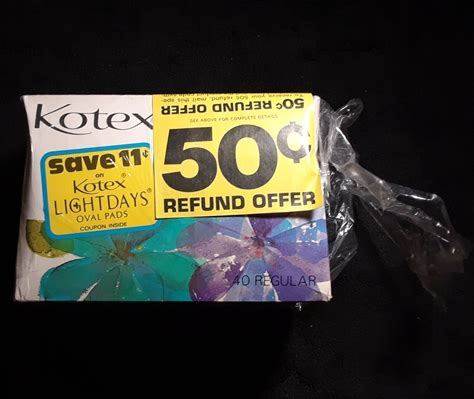 Kotex
save 11¢
on
Kotex®
LIGHTDAYS®
OVAL PADS
COUPON INSIDE
50¢ REFUND OFFER
SEE ABOVE FOR COMPLETE DETAILS
50¢
REFUND OFFER
40 REGULAR